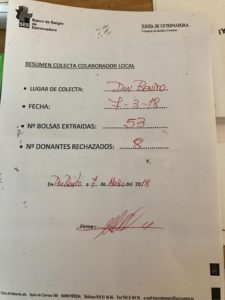 Banco de Sangre
de
Extremadura
JUNTA DE EXTREMADURA
RESUMEN COLECTA COLABORADOR LOCAL
• LUGAR DE COLECTA: Don Benito
• FECHA: 7-3-18
• Nº BOLSAS EXTRAIDAS: 53
• Nº DONANTES RECHAZADOS: 8
En Don Benito a 7 de Marzo del 2018
Firma: